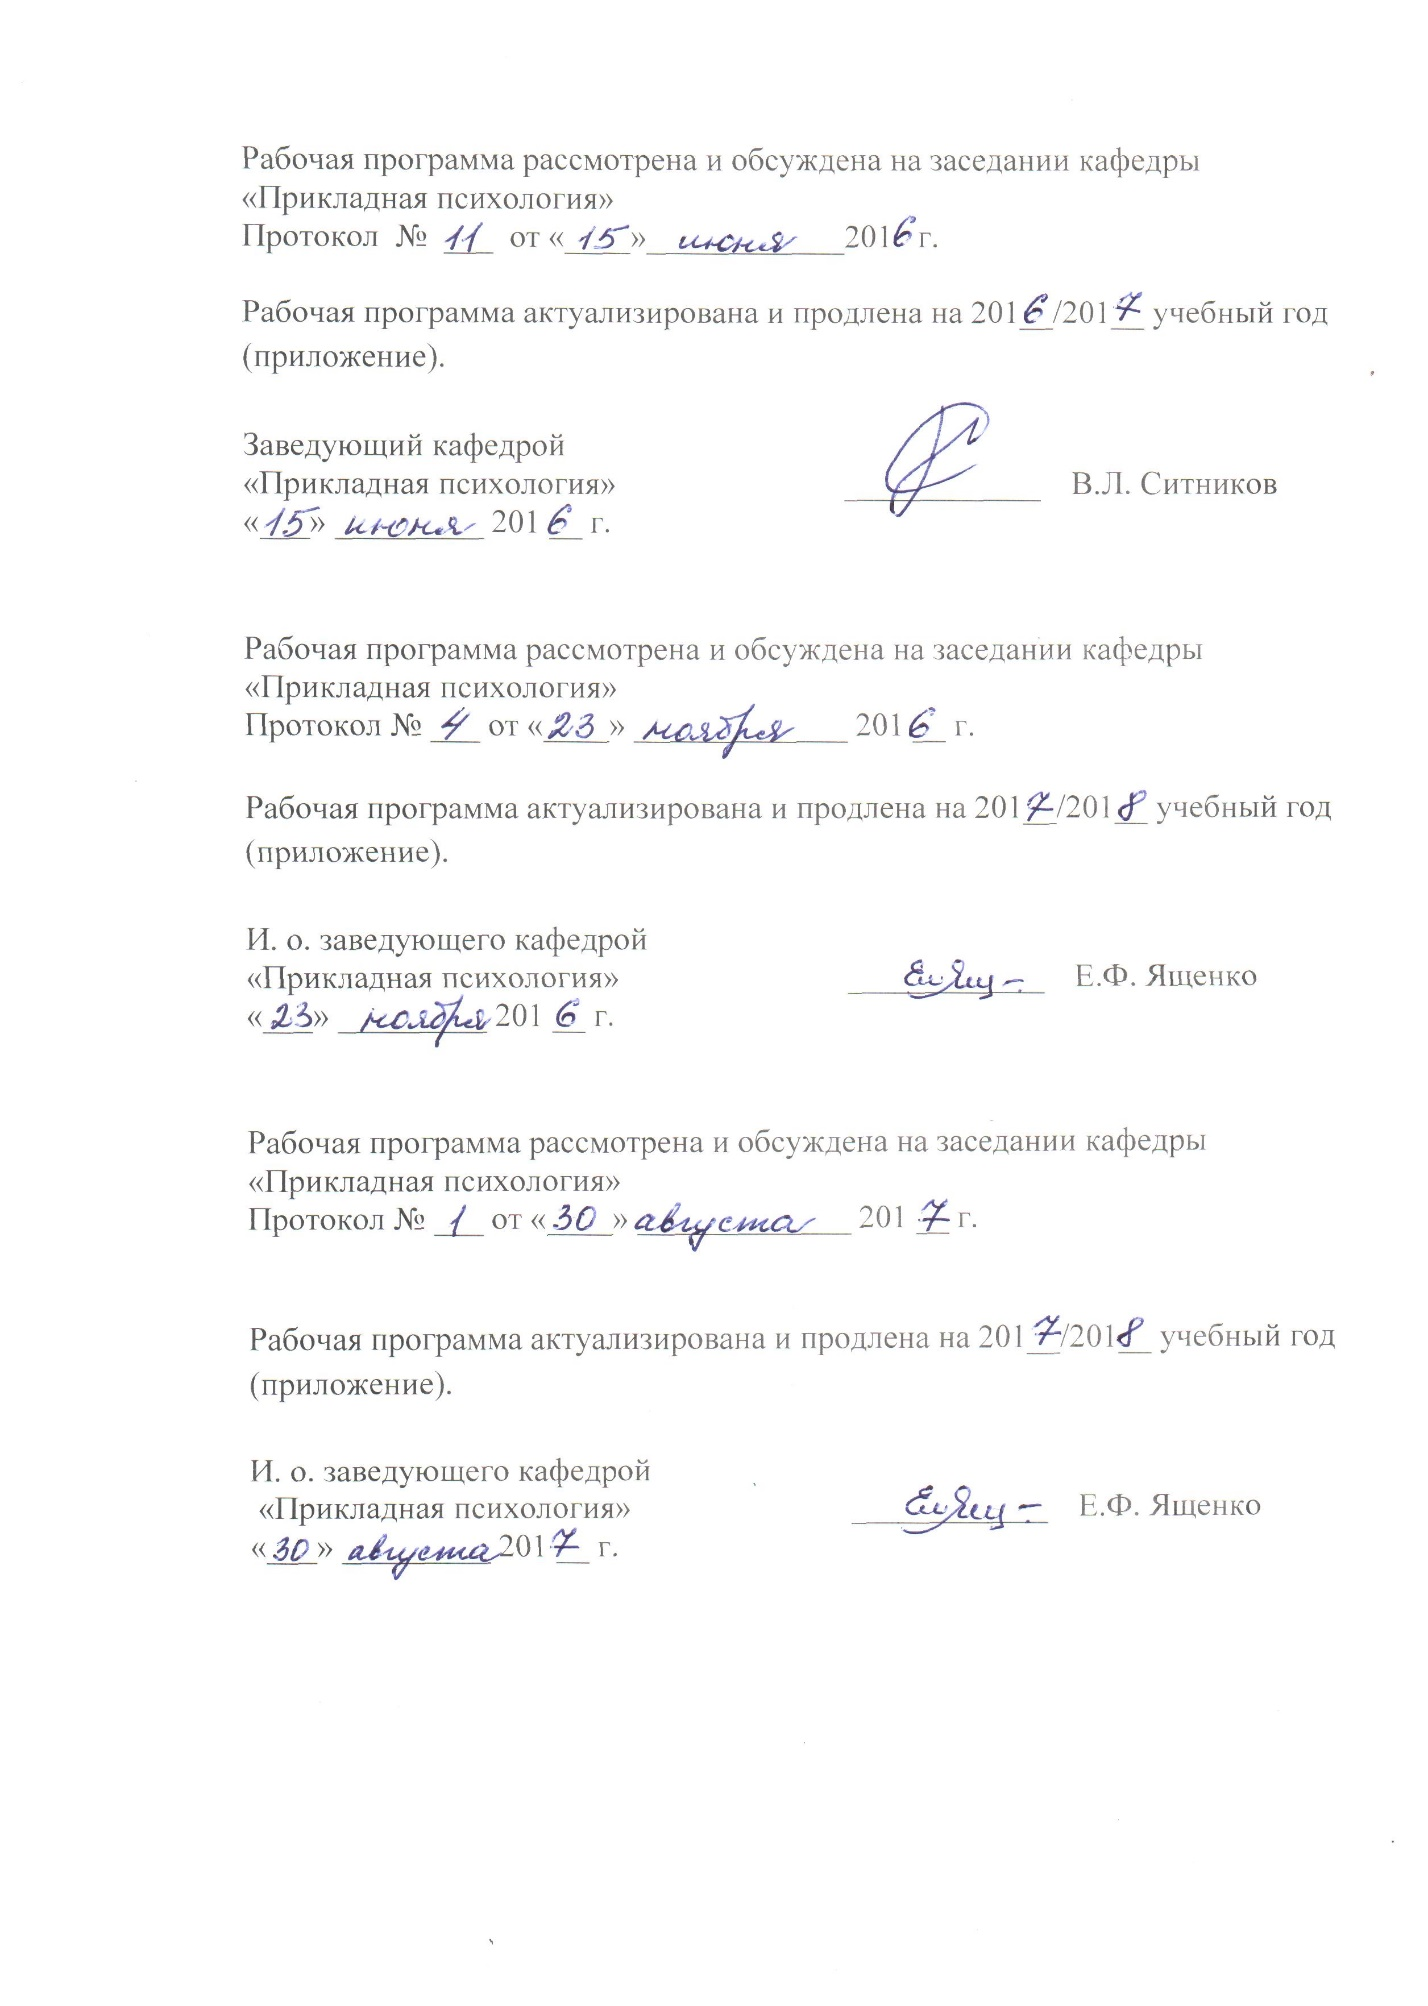 Рабочая программа рассмотрена и обсуждена на заседании кафедры
«Прикладная психология»
Протокол № 11 от «15» июня 2016 г.
Рабочая программа актуализирована и продлена на 2016/2017 учебный год
(приложение).
Заведующий кафедрой
«Прикладная психология» В.Л. Ситников
«15» июня 2016 г.
Рабочая программа рассмотрена и обсуждена на заседании кафедры
«Прикладная психология»
Протокол № 4 от «23» ноября 2016 г.
Рабочая программа актуализирована и продлена на 2017/2018 учебный год
(приложение).
И. о. заведующего кафедрой
«Прикладная психология» Е.Ф. Ященко
«23» ноября 2016 г.
Рабочая программа рассмотрена и обсуждена на заседании кафедры
«Прикладная психология»
Протокол № 1 от «30» августа 2017 г.
Рабочая программа актуализирована и продлена на 2017/2018 учебный год
(приложение).
И. о. заведующего кафедрой
«Прикладная психология» Е.Ф. Ященко
«30» августа 2017 г.